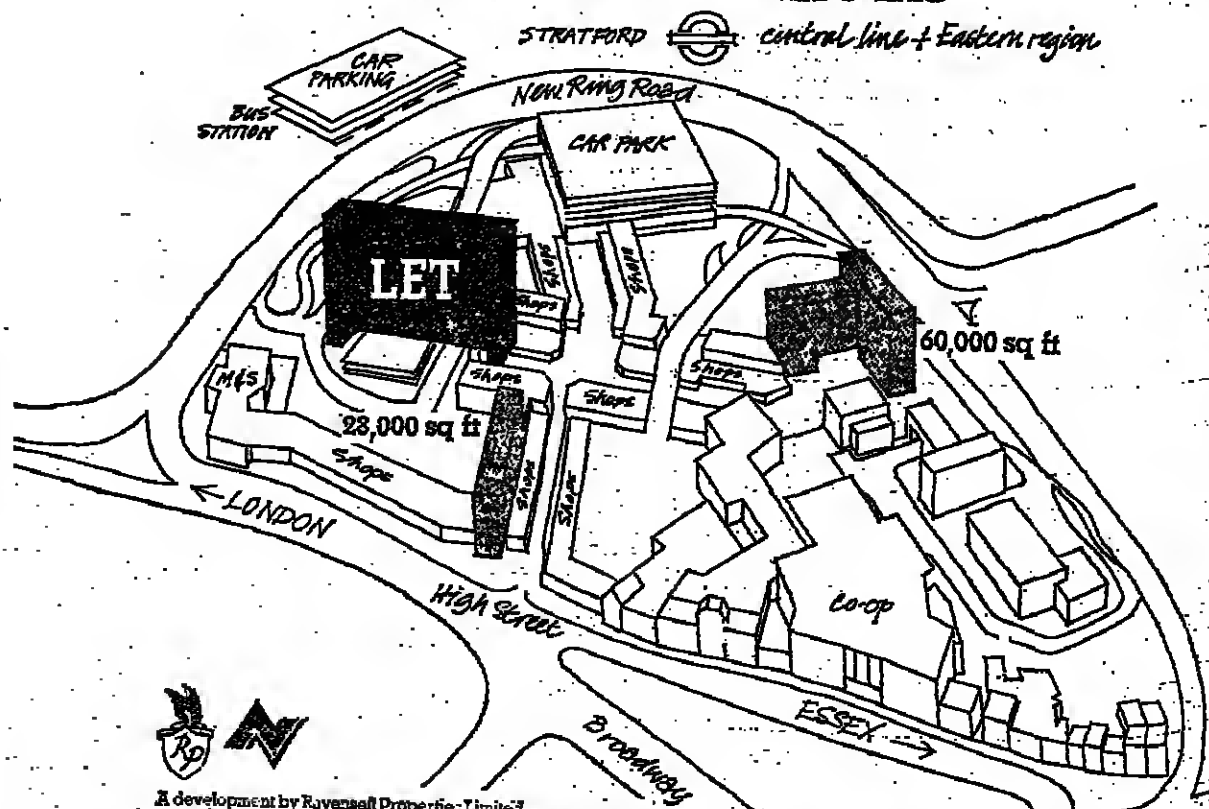 STRATFORD
central line + Eastern region
CAR
PARKING
BUS
STATION
New Ring Road
CAR PARK
LET
Shops
Shops
Shops
60,000 sq ft
M&S
Shops
Shops
Shops
23,000 sq ft
Shops
Shops
Shops
← LONDON
High Street
Co-op
ESSEX →
Broadway
RP
A development by Ravenseft Properties Limited